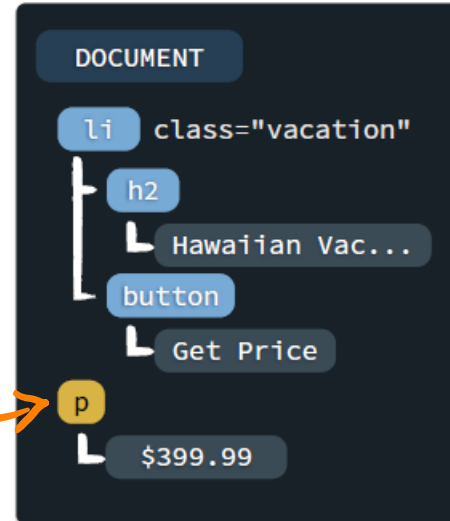 DOCUMENT
li class="vacation"
h2
Hawaiian Vac...
button
Get Price
p
$399.99